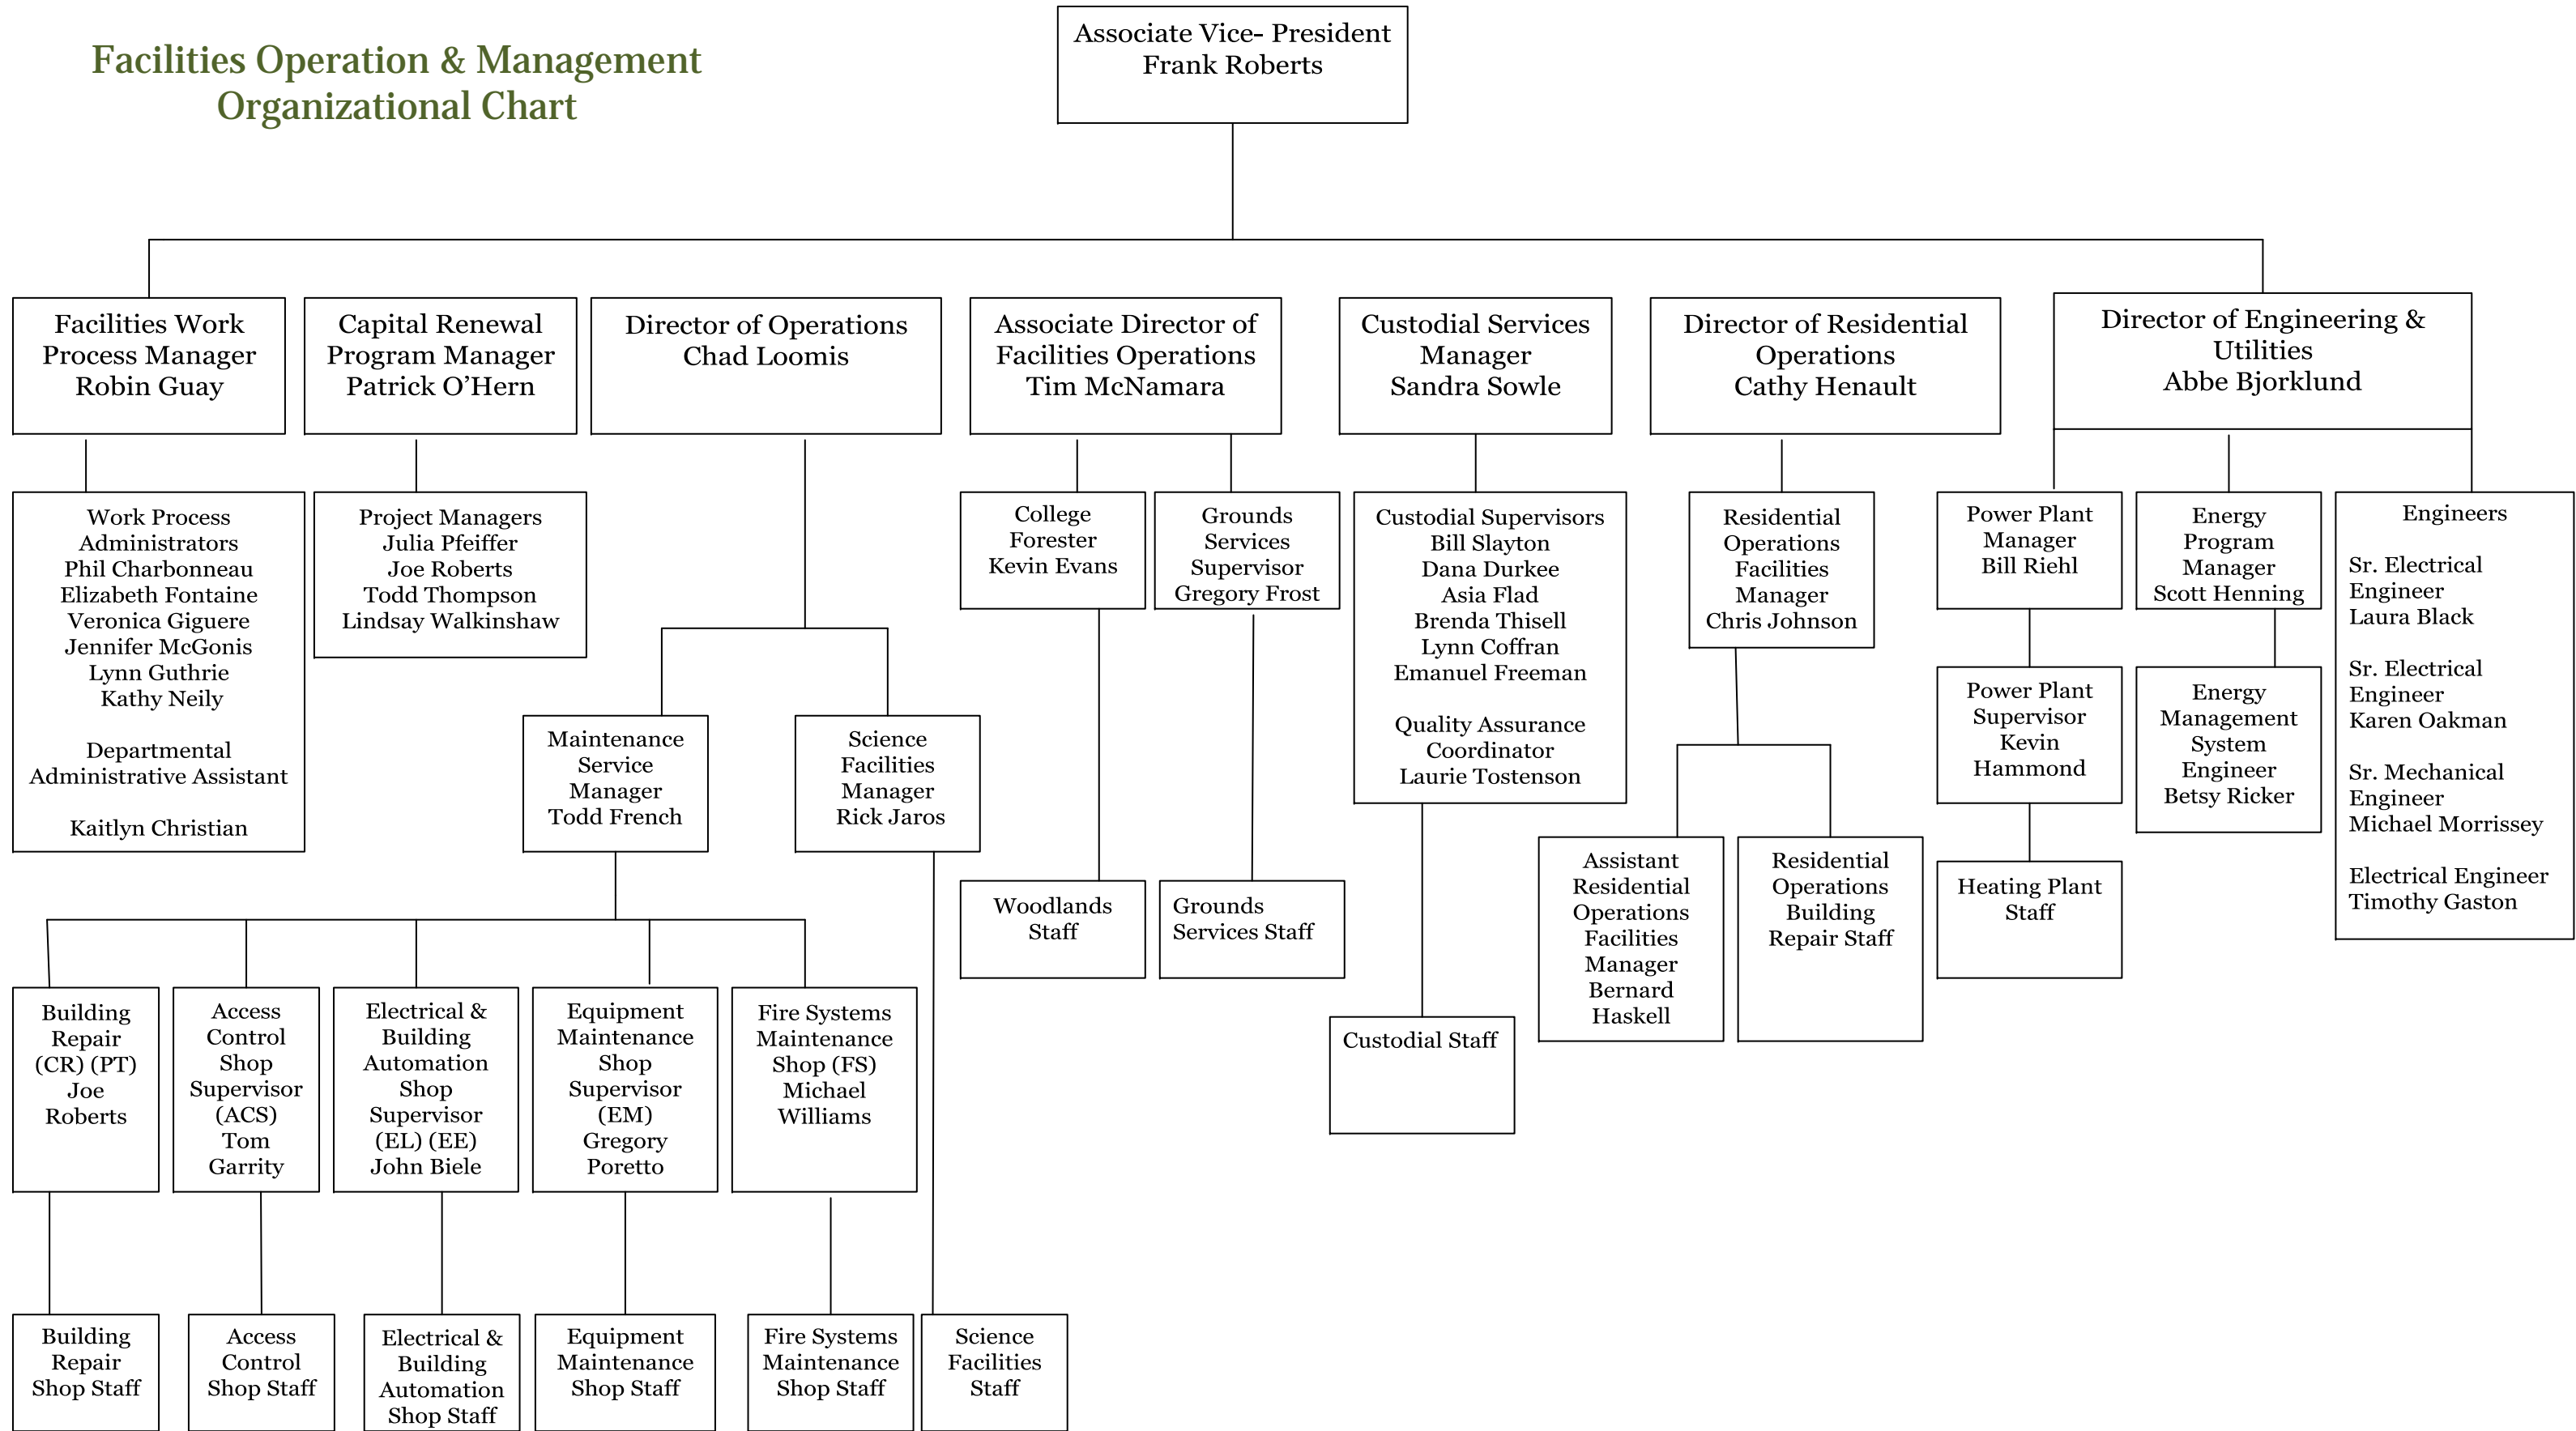 Facilities Operation & Management
Organizational Chart
Associate Vice- President
Frank Roberts
Facilities Work
Process Manager
Robin Guay
Capital Renewal
Program Manager
Patrick O’Hern
Director of Operations
Chad Loomis
Associate Director of
Facilities Operations
Tim McNamara
Custodial Services
Manager
Sandra Sowle
Director of Residential
Operations
Cathy Henault
Director of Engineering &
Utilities
Abbe Bjorklund
Work Process
Administrators
Phil Charbonneau
Elizabeth Fontaine
Veronica Giguere
Jennifer McGonis
Lynn Guthrie
Kathy Neily
Departmental
Administrative Assistant
Kaitlyn Christian
Project Managers
Julia Pfeiffer
Joe Roberts
Todd Thompson
Lindsay Walkinshaw
College
Forester
Kevin Evans
Grounds
Services
Supervisor
Gregory Frost
Custodial Supervisors
Bill Slayton
Dana Durkee
Asia Flad
Brenda Thisell
Lynn Coffran
Emanuel Freeman
Quality Assurance
Coordinator
Laurie Tostenson
Residential
Operations
Facilities
Manager
Chris Johnson
Power Plant
Manager
Bill Riehl
Energy
Program
Manager
Scott Henning
Engineers
Sr. Electrical
Engineer
Laura Black
Sr. Electrical
Engineer
Karen Oakman
Sr. Mechanical
Engineer
Michael Morrissey
Electrical Engineer
Timothy Gaston
Maintenance
Service
Manager
Todd French
Science
Facilities
Manager
Rick Jaros
Power Plant
Supervisor
Kevin
Hammond
Energy
Management
System
Engineer
Betsy Ricker
Woodlands
Staff
Grounds
Services Staff
Assistant
Residential
Operations
Facilities
Manager
Bernard
Haskell
Residential
Operations
Building
Repair Staff
Heating Plant
Staff
Building
Repair
(CR) (PT)
Joe
Roberts
Access
Control
Shop
Supervisor
(ACS)
Tom
Garrity
Electrical &
Building
Automation
Shop
Supervisor
(EL) (EE)
John Biele
Equipment
Maintenance
Shop
Supervisor
(EM)
Gregory
Poretto
Fire Systems
Maintenance
Shop (FS)
Michael
Williams
Custodial Staff
Building
Repair
Shop Staff
Access
Control
Shop Staff
Electrical &
Building
Automation
Shop Staff
Equipment
Maintenance
Shop Staff
Fire Systems
Maintenance
Shop Staff
Science
Facilities
Staff